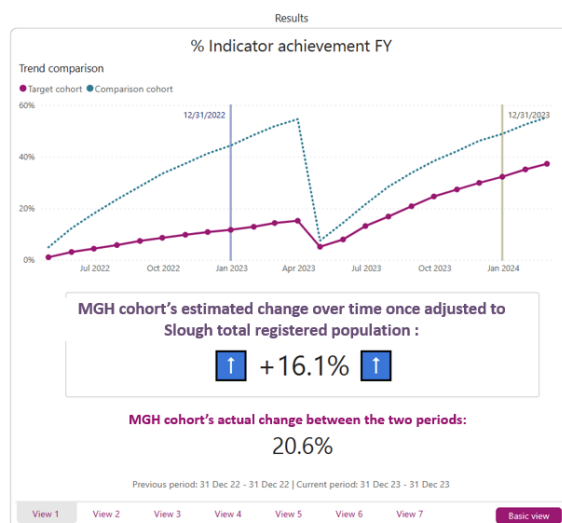 Results
% Indicator achievement FY
Trend comparison
Target cohort Comparison cohort
60%
12/31/2022
12/31/2023
40%
20%
0%
Jul 2022 Oct 2022 Jan 2023 Apr 2023 Jul 2023 Oct 2023 Jan 2024
MGH cohort's estimated change over time once adjusted to
Slough total registered population :
↑ +16.1% ↑
MGH cohort's actual change between the two periods:
20.6%
Previous period: 31 Dec 22 - 31 Dec 22 | Current period: 31 Dec 23 - 31 Dec 23
View 1 View 2 View 3 View 4 View 5 View 6 View 7 Basic view